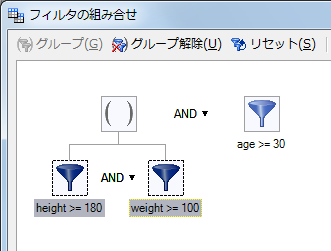 フィルタの組み合せ
グループ(G) グループ解除(U) リセット(S)
( ) AND ▼
age >= 30
AND ▼
height >= 180 weight >= 100